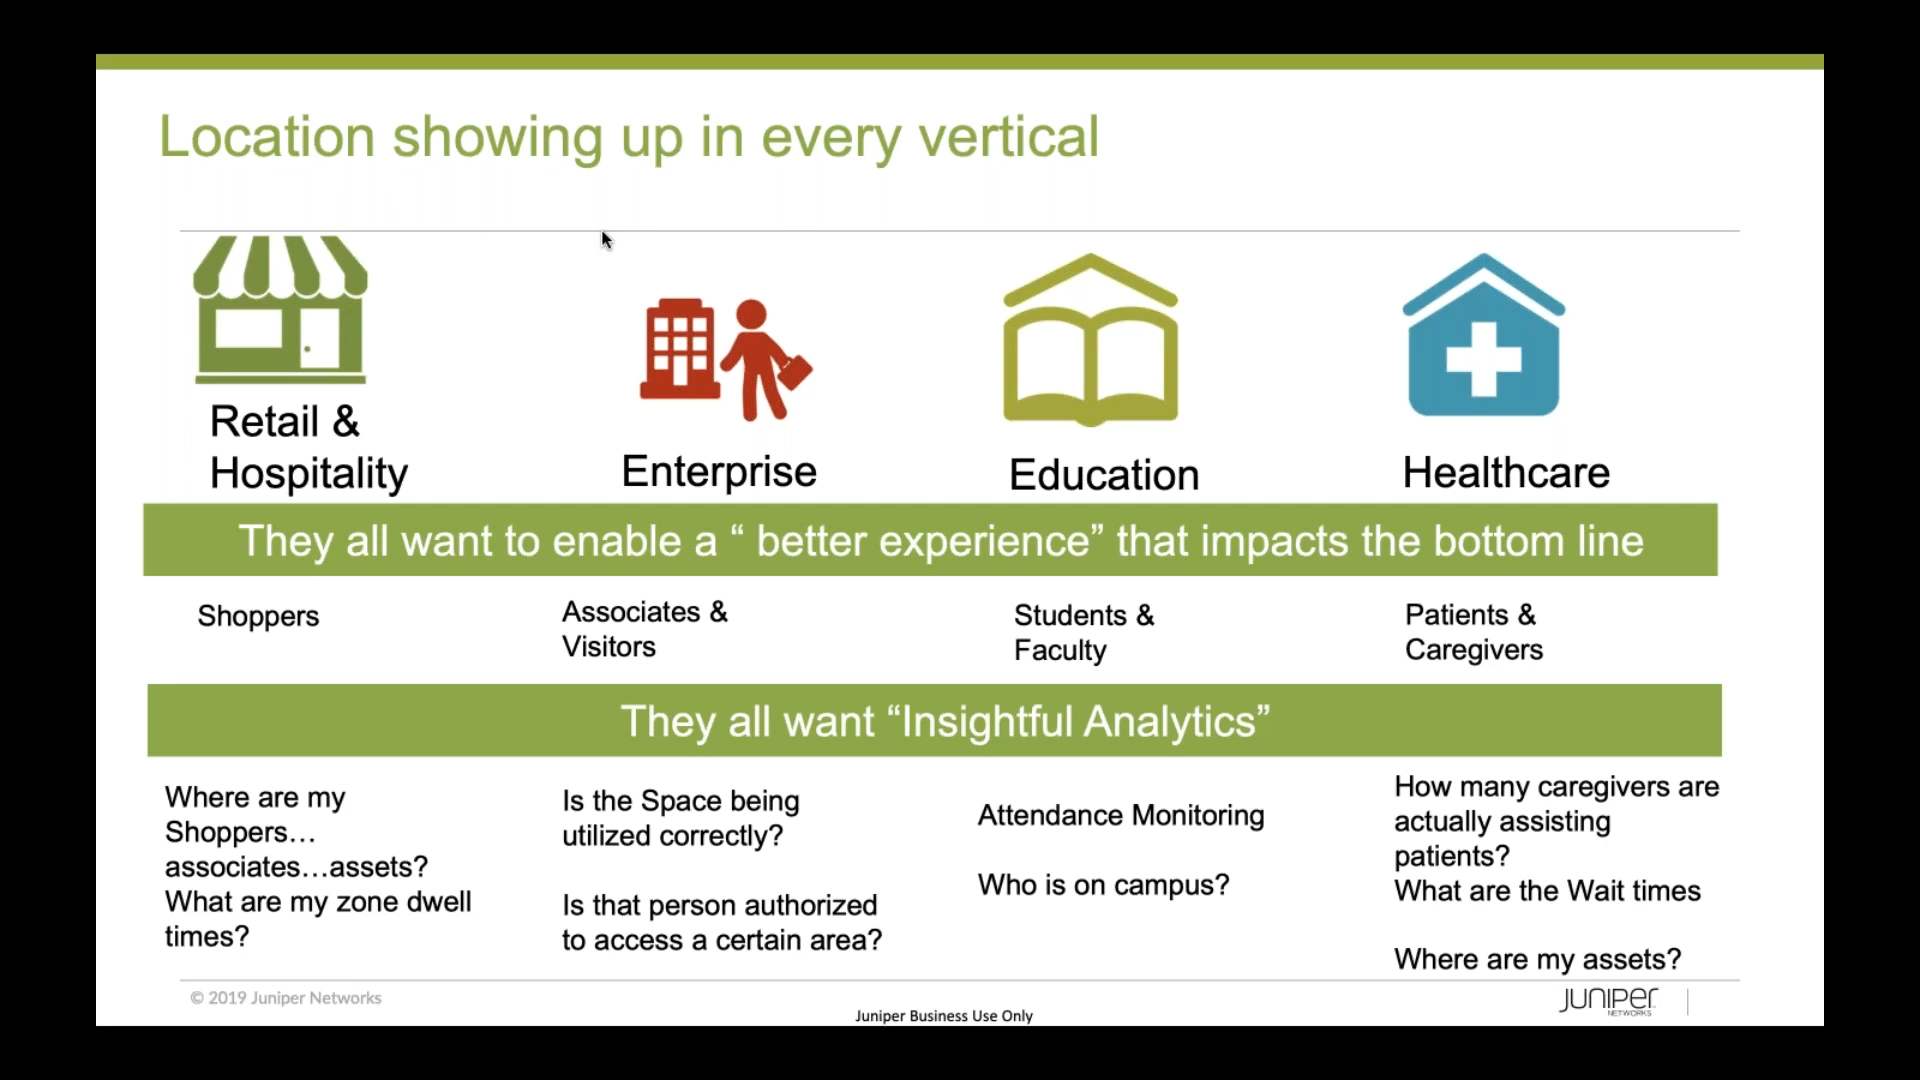 Location showing up in every vertical
Retail &
Hospitality
Enterprise
Education
Healthcare
They all want to enable a “ better experience” that impacts the bottom line
Shoppers
Associates &
Visitors
Students &
Faculty
Patients &
Caregivers
They all want “Insightful Analytics”
Where are my
Shoppers…
associates…assets?
What are my zone dwell
times?
Is the Space being
utilized correctly?
Is that person authorized
to access a certain area?
Attendance Monitoring
Who is on campus?
How many caregivers are
actually assisting
patients?
What are the Wait times
Where are my assets?
© 2019 Juniper Networks
Juniper Business Use Only
JUNIPER
NETWORKS